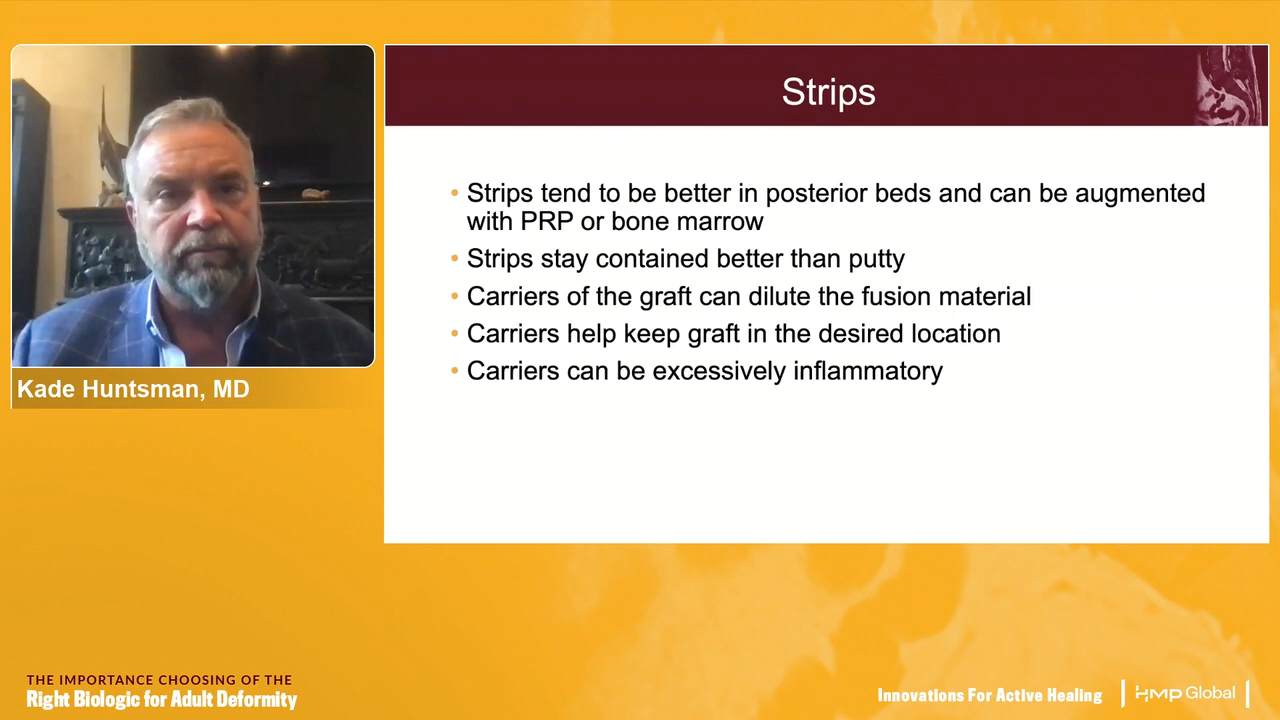 Strips
• Strips tend to be better in posterior beds and can be augmented
with PRP or bone marrow
• Strips stay contained better than putty
• Carriers of the graft can dilute the fusion material
• Carriers help keep graft in the desired location
• Carriers can be excessively inflammatory
Kade Huntsman, MD
THE IMPORTANCE CHOOSING OF THE
Right Biologic for Adult Deformity
Innovations For Active Healing
HMP Global